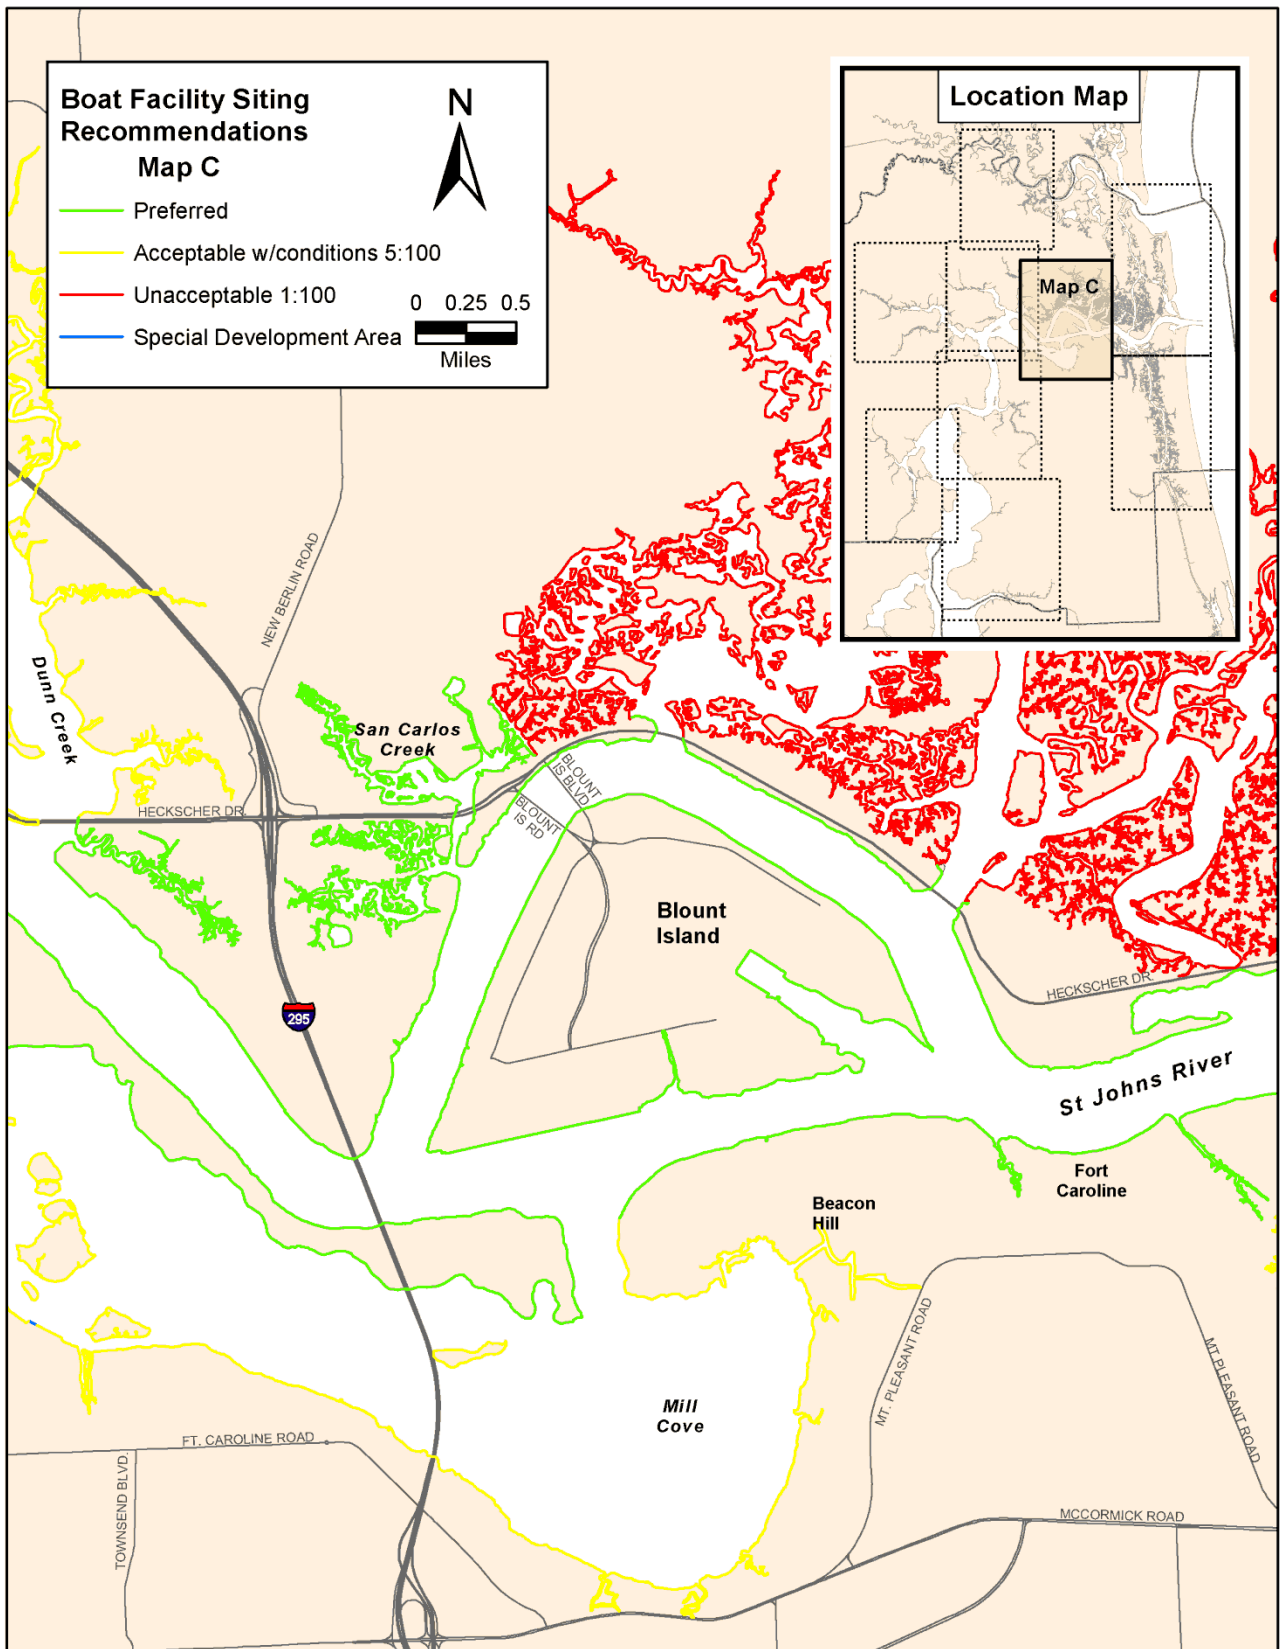 Boat Facility Siting
Recommendations
Map C
N
Preferred
Acceptable w/conditions 5:100
Unacceptable 1:100
Special Development Area
0 0.25 0.5
Miles
Location Map
Map C
NEW BERLIN ROAD
Dunn Creek
San Carlos
Creek
HECKSCHER DR.
BLOUNT
IS BLVD.
BLOUNT
IS RD
Blount
Island
295
HECKSCHER DR.
St Johns River
Fort
Caroline
Beacon
Hill
MT. PLEASANT ROAD
MT PLEASANT ROAD
Mill
Cove
FT. CAROLINE ROAD
TOWNSEND BLVD.
MCCORMICK ROAD